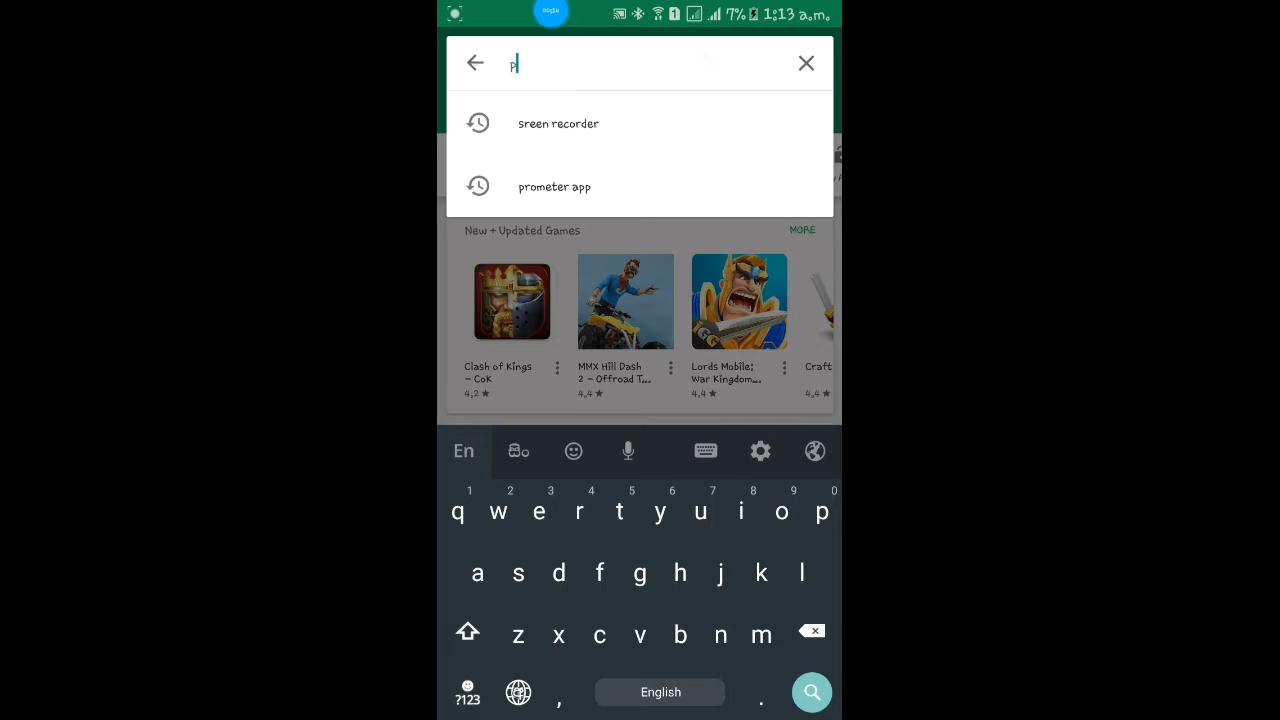 7% 1:13 a.m.
p
sreen recorder
prometer app
New + Updated Games MORE
Clash of Kings
– CoK
4,2 ★
MMX Hill Dash
2 – Offroad T...
4,4 ★
Lords Mobile:
War Kingdom...
4,4 ★
Craft
4,4 ★
En
1 2 3 4 5 6 7 8 9 0
q w e r t y u i o p
a s d f g h j k l
z x c v b n m
?123 , English .